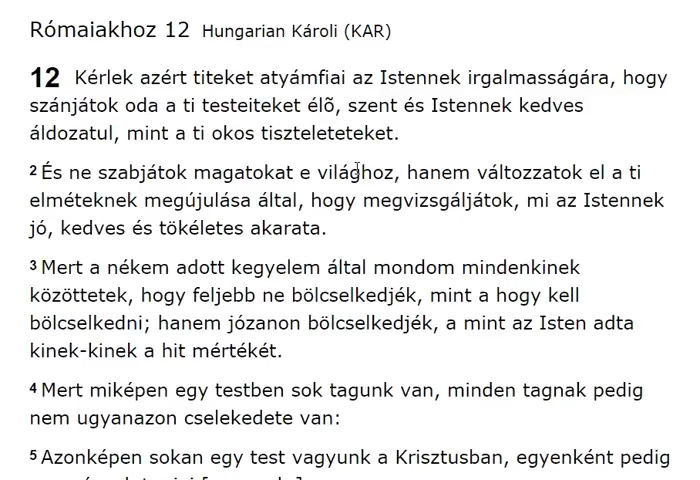 Rómaiakhoz 12 Hungarian Károli (KAR)
12 Kérlek azért titeket atyámfiai az Istennek irgalmasságára, hogy
szánjátok oda a ti testeiteket élõ, szent és Istennek kedves
áldozatul, mint a ti okos tiszteleteteket.
2 És ne szabjátok magatokat e világhoz, hanem változzatok el a ti
elméteknek megújulása által, hogy megvizsgáljátok, mi az Istennek
jó, kedves és tökéletes akarata.
3 Mert a nékem adott kegyelem által mondom mindenkinek
közöttetek, hogy feljebb ne bölcselkedjék, mint a hogy kell
bölcselkedni; hanem józanon bölcselkedjék, a mint az Isten adta
kinek-kinek a hit mértékét.
4 Mert miképen egy testben sok tagunk van, minden tagnak pedig
nem ugyanazon cselekedete van:
5 Azonképen sokan egy test vagyunk a Krisztusban, egyenként pedig